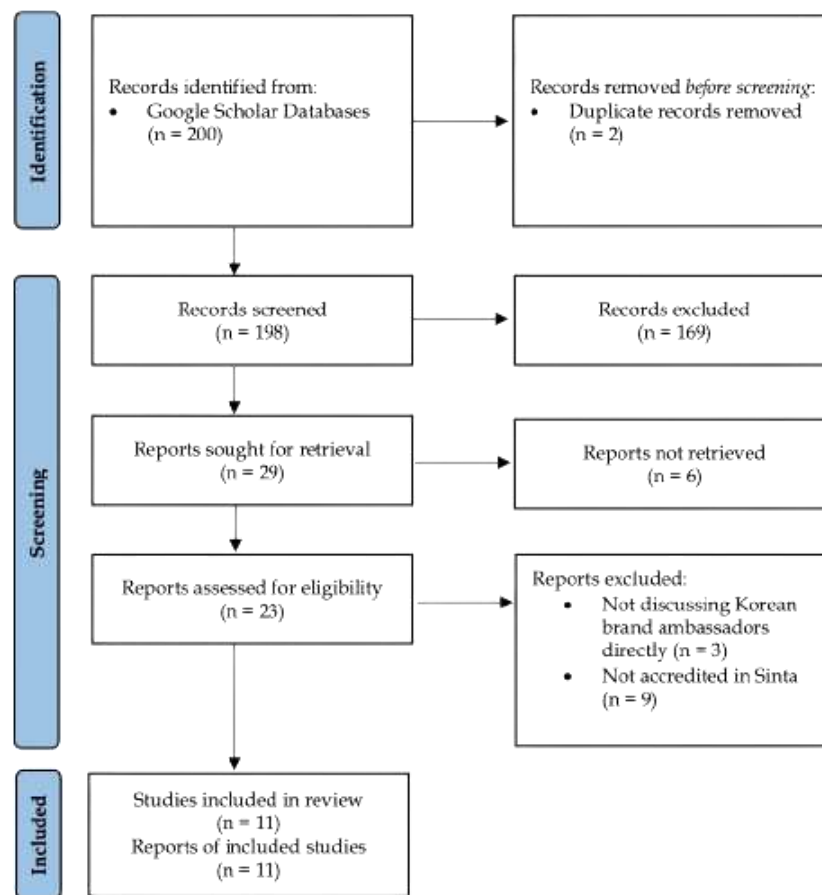 Identification
Records identified from:
• Google Scholar Databases
(n = 200)
Records removed before screening:
• Duplicate records removed
(n = 2)
Screening
Records screened
(n = 198)
Records excluded
(n = 169)
Reports sought for retrieval
(n = 29)
Reports not retrieved
(n = 6)
Reports assessed for eligibility
(n = 23)
Reports excluded:
• Not discussing Korean
brand ambassadors
directly (n = 3)
• Not accredited in Sinta
(n = 9)
Included
Studies included in review
(n = 11)
Reports of included studies
(n = 11)